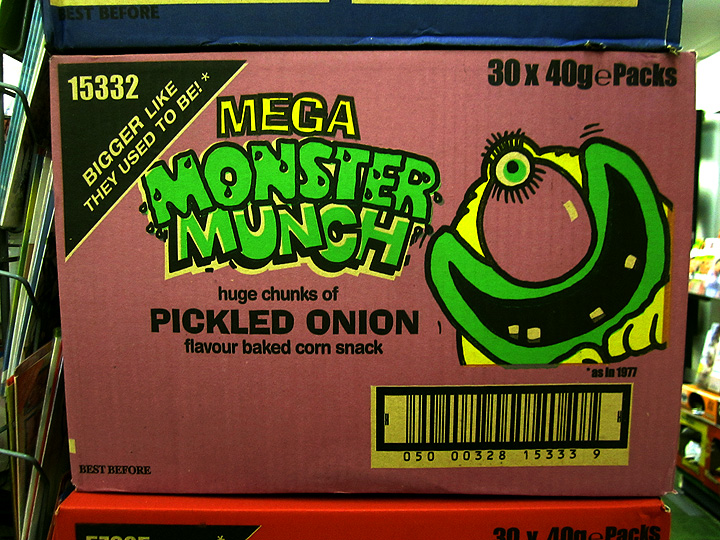 BEST BEFORE
15332
BIGGER LIKE
THEY USED TO BE! *
30 x 40g e Packs
MEGA
MONSTER
MUNCH
huge chunks of
PICKLED ONION
flavour baked corn snack
* as in 1977
050 00328 15333 9
BEST BEFORE
30 x 40g e Packs